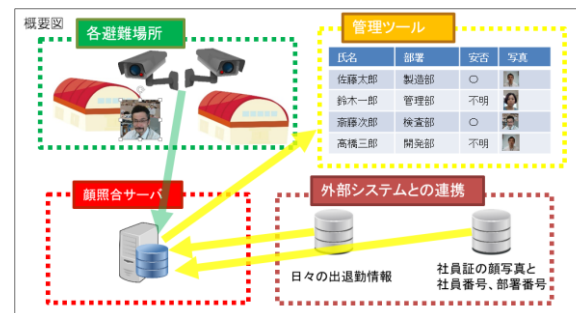 概要図
各避難場所
管理ツール
氏名 部署 安否 写真
佐藤太郎 製造部 〇
鈴木一郎 管理部 不明
斎藤次郎 検査部 〇
高橋三郎 開発部 不明
顔照合サーバ
外部システムとの連携
日々の出退勤情報
社員証の顔写真と
社員番号、部署番号